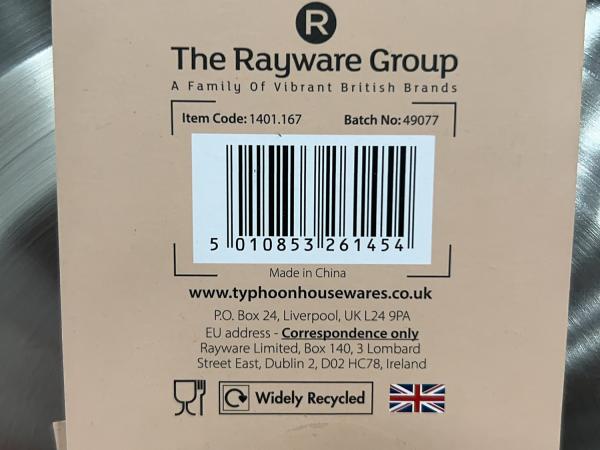 R
The Rayware Group
A Family Of Vibrant British Brands
Item Code: 1401.167 Batch No: 49077
5 010853 261454
Made in China
www.typhoonhousewares.co.uk
P.O. Box 24, Liverpool, UK L24 9PA
EU address - Correspondence only
Rayware Limited, Box 140, 3 Lombard
Street East, Dublin 2, D02 HC78, Ireland
Widely Recycled